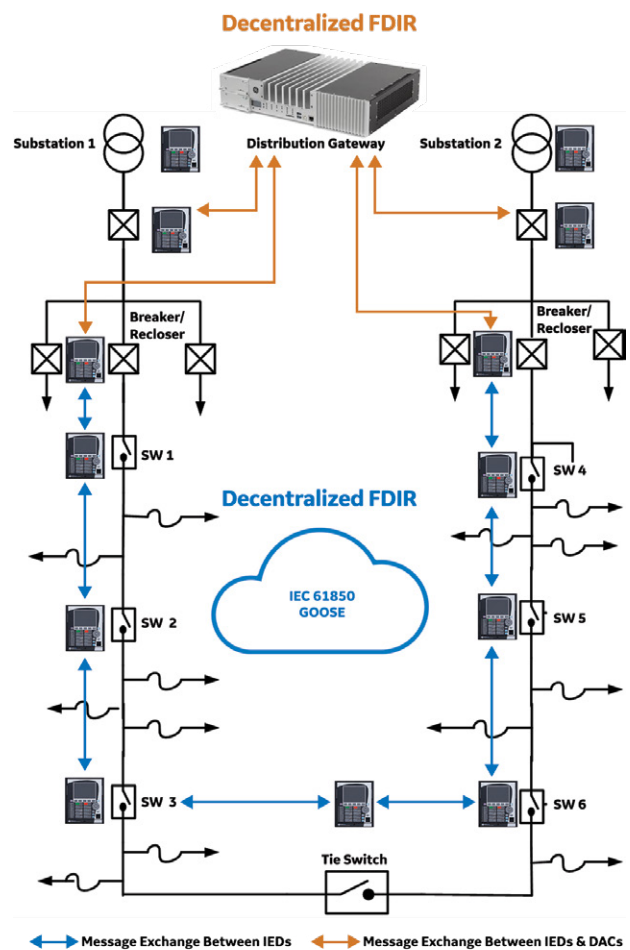 Decentralized FDIR
Substation 1
Distribution Gateway
Substation 2
Breaker/
Recloser
Breaker/
Recloser
SW 1
SW 4
Decentralized FDIR
IEC 61850
GOOSE
SW 2
SW 5
SW 3
SW 6
Tie Switch
Message Exchange Between IEDs
Message Exchange Between IEDs & DACs